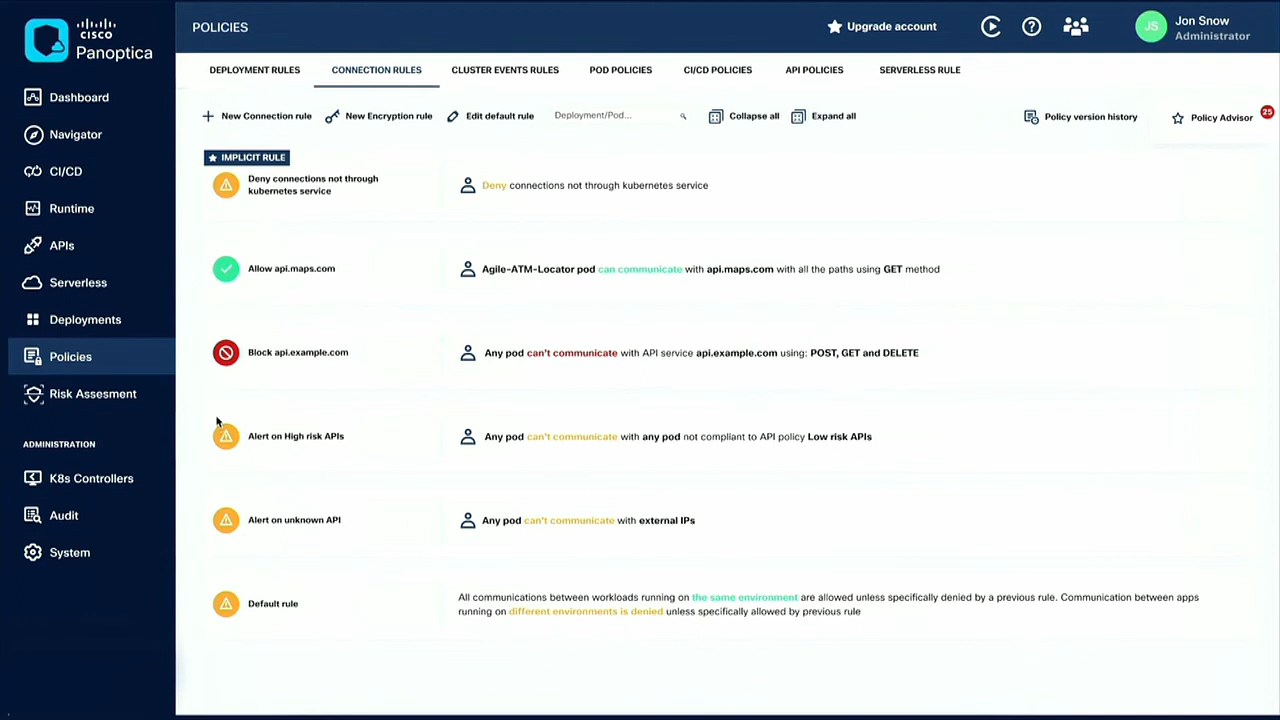 CISCO
Panoptica
POLICIES
Upgrade account
JS
Jon Snow
Administrator
Dashboard
Navigator
CI/CD
Runtime
APIs
Serverless
Deployments
Policies
Risk Assesment
ADMINISTRATION
K8s Controllers
Audit
System
DEPLOYMENT RULES
CONNECTION RULES
CLUSTER EVENTS RULES
POD POLICIES
CI/CD POLICIES
API POLICIES
SERVERLESS RULE
New Connection rule
New Encryption rule
Edit default rule
Deployment/Pod...
Collapse all
Expand all
Policy version history
Policy Advisor
25
IMPLICIT RULE
Deny connections not through
kubernetes service
Deny connections not through kubernetes service
Allow api.maps.com
Agile-ATM-Locator pod can communicate with api.maps.com with all the paths using GET method
Block api.example.com
Any pod can't communicate with API service api.example.com using: POST, GET and DELETE
Alert on High risk APIs
Any pod can't communicate with any pod not compliant to API policy Low risk APIs
Alert on unknown API
Any pod can't communicate with external IPs
Default rule
All communications between workloads running on the same environment are allowed unless specifically denied by a previous rule. Communication between apps
running on different environments is denied unless specifically allowed by previous rule